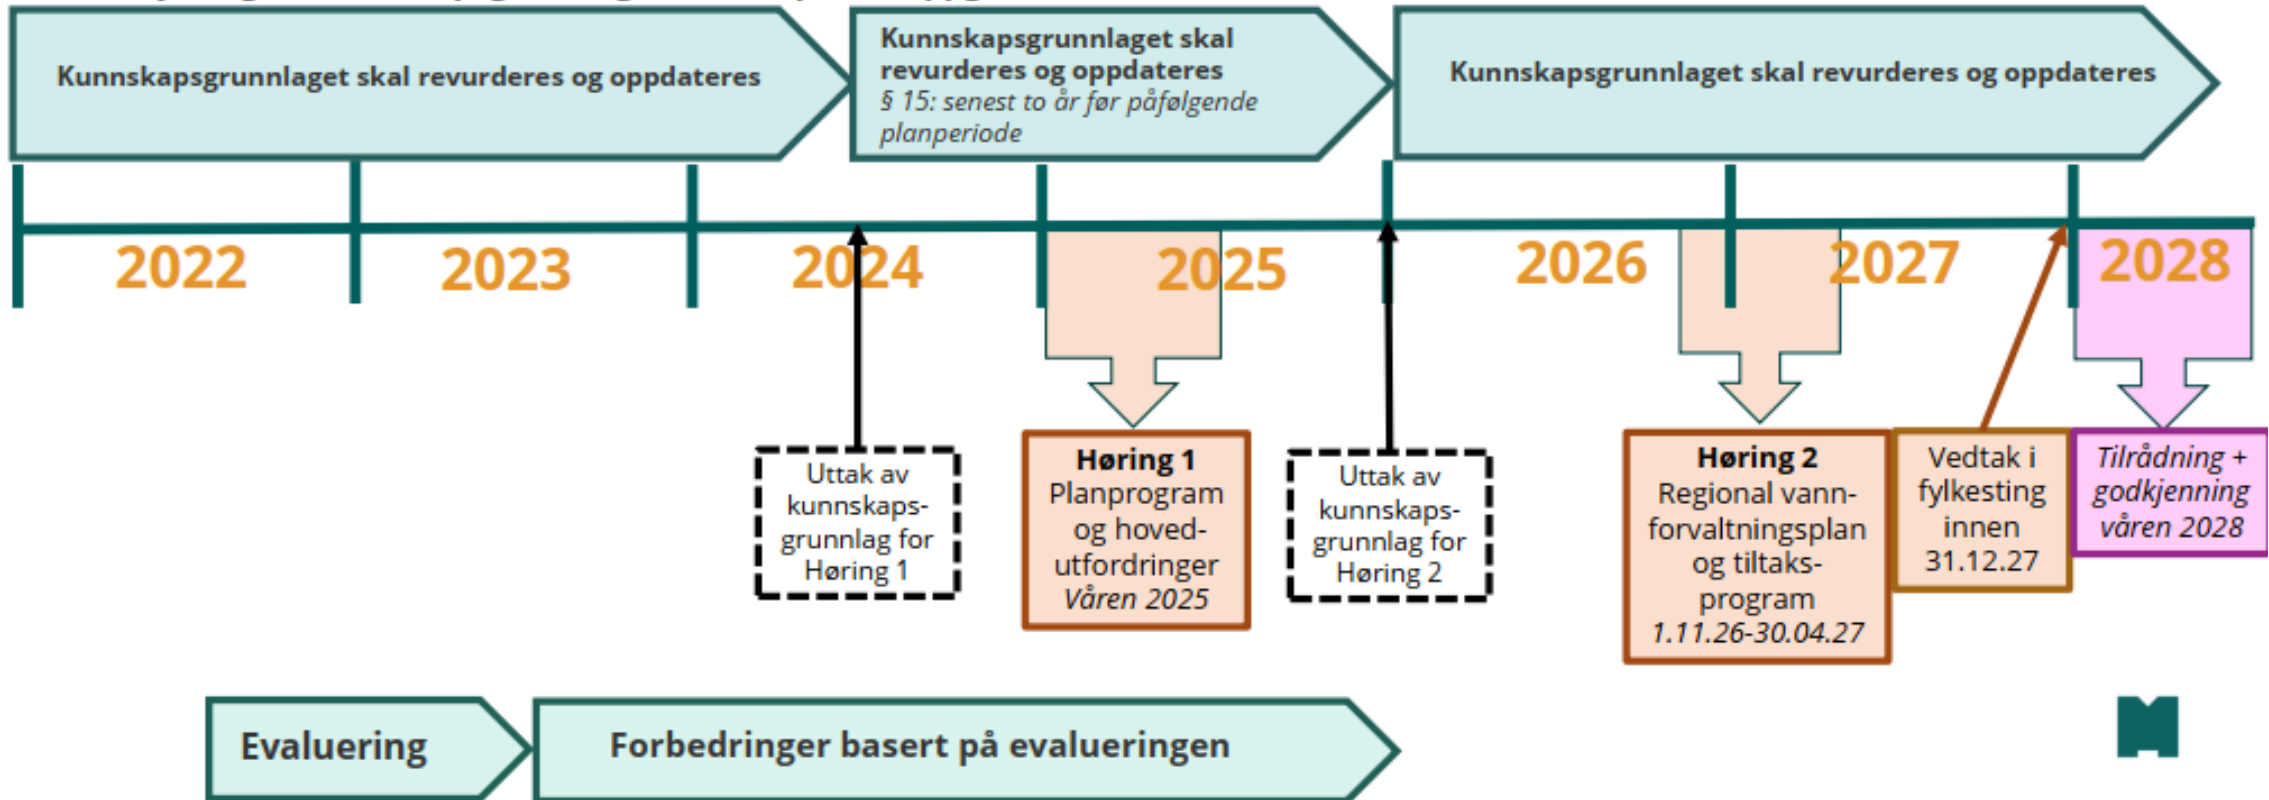 Kunnskapsgrunnlaget skal revurderes og oppdateres
Kunnskapsgrunnlaget skal
revurderes og oppdateres
§ 15: senest to år før påfølgende
planperiode
Kunnskapsgrunnlaget skal revurderes og oppdateres
2022
2023
2024
2025
2026
2027
2028
Uttak av
kunnskaps-
grunnlag for
Høring 1
Høring 1
Planprogram
og hoved-
utfordringer
Våren 2025
Uttak av
kunnskaps-
grunnlag for
Høring 2
Høring 2
Regional vann-
forvaltningsplan
og tiltaks-
program
1.11.26-30.04.27
Vedtak i
fylkesting
innen
31.12.27
Tilrådning +
godkjenning
våren 2028
Evaluering
Forbedringer basert på evalueringen